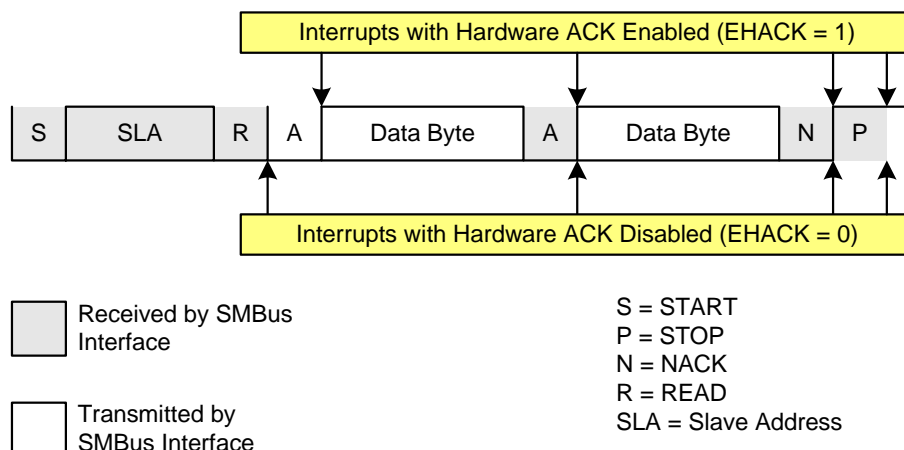 Interrupts with Hardware ACK Enabled (EHACK = 1)
S SLA R A Data Byte A Data Byte N P
Interrupts with Hardware ACK Disabled (EHACK = 0)
Received by SMBus
Interface
Transmitted by
SMBus Interface
S = START
P = STOP
N = NACK
R = READ
SLA = Slave Address